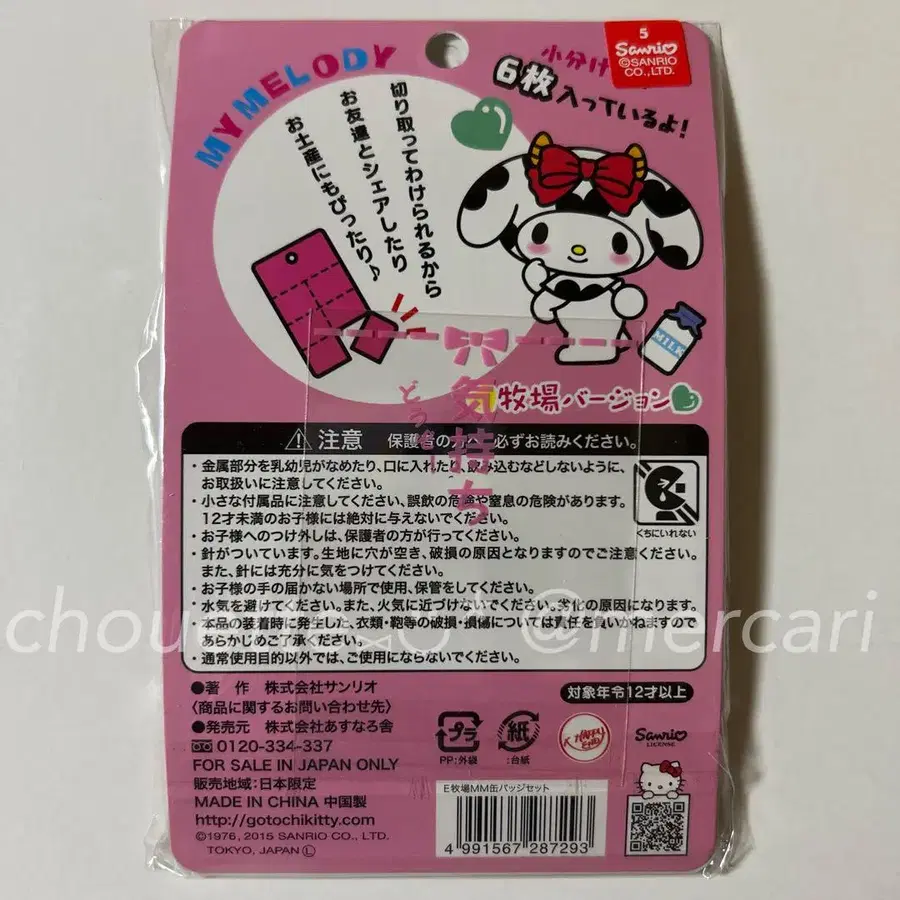 MY MELODY
小分け
6枚入っているよ!
5
Sanrio
©SANRIO
CO.,LTD.
切り取ってわけられるから
お友達とシェアしたり
お土産にもぴったり♪
MILK
気持ち
どうぞ
牧場バージョン
⚠ 注意 保護者の方へ 必ずお読みください。
・金属部分を乳幼児がなめたり、口に入れたり、飲み込むなどしないように、
お取扱いに注意してください。
・小さな付属品に注意してください、誤飲の危険や窒息の危険があります。
12才未満のお子様には絶対に与えないでください。
・お子様へのつけ外しは、保護者の方が行ってください。
・針がついています。生地に穴が空き、破損の原因となりますのでご注意ください。
また、針には充分に気をつけてください。
・お子様の手の届かない場所で使用、保管をしてください。
・水気を避けてください。また、火気に近づけないでください。劣化の原因になります。
・本品の装着時に発生した、衣類・鞄等の破損・損傷については責任を負いかねますので
あらかじめご了承ください。
・通常使用目的以外では、ご使用にならないでください。
くちにいれない
@mercari
●著 作 株式会社サンリオ
〈商品に関するお問い合わせ先〉
●発売元 株式会社あすなろ舎
0120-334-337
FOR SALE IN JAPAN ONLY
販売地域:日本限定
MADE IN CHINA 中国製
http://gotochikitty.com
©1976, 2015 SANRIO CO., LTD.
TOKYO, JAPAN Ⓛ
対象年令12才以上
プラ
PP:外袋
紙
:台紙
Sanrio
LICENSE
E牧場MM缶バッジセット
4 991567 287293